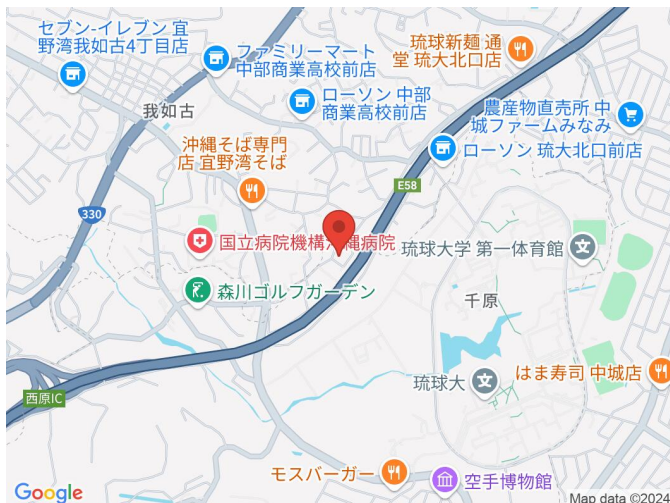 セブン-イレブン 宜
野湾我如古4丁目店
ファミリーマート
中部商業高校前店
琉球新麺 通
堂 琉大北口店
我如古
ローソン 中部
商業高校前店
農産物直売所 中
城ファームみなみ
沖縄そば専門
店 宜野湾そば
ローソン 琉大北口前店
E58
330
国立病院機構沖縄病院
琉球大学 第一体育館
森川ゴルフガーデン
千原
西原IC
琉球大
はま寿司 中城店
モスバーガー
空手博物館
Google
Map data ©2024